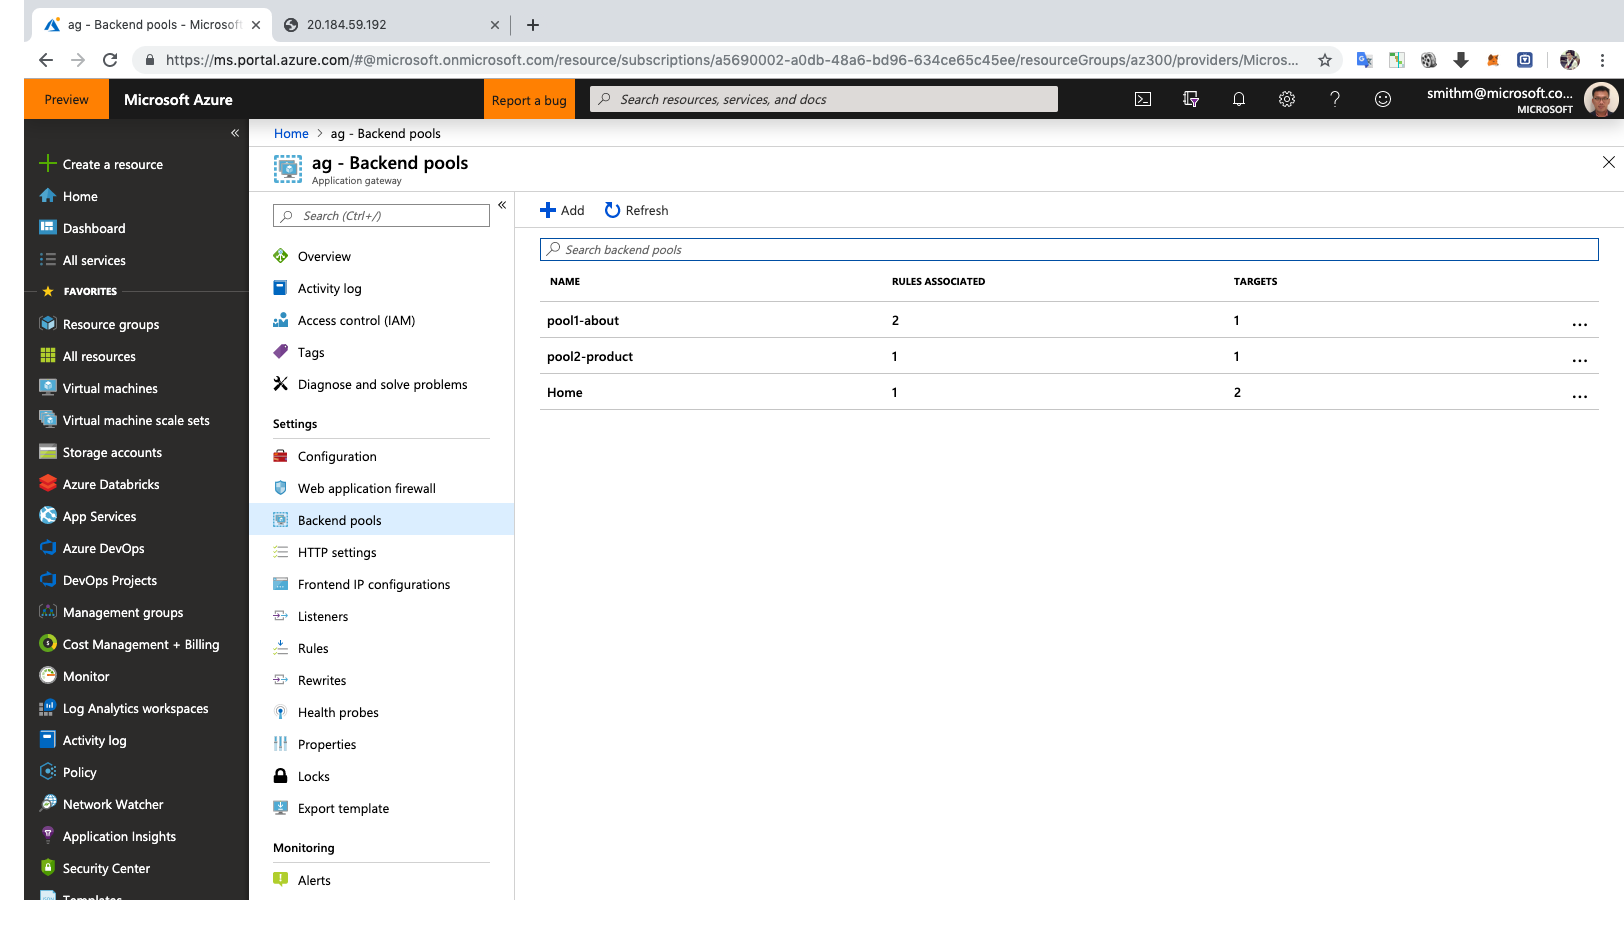 ag - Backend pools - Microsoft
20.184.59.192
https://ms.portal.azure.com/#@microsoft.onmicrosoft.com/resource/subscriptions/a5690002-a0db-48a6-bd96-634ce65c45ee/resourceGroups/az300/providers/Micros...
Preview
Microsoft Azure
Report a bug
Search resources, services, and docs
smithm@microsoft.co...
MICROSOFT
Create a resource
Home
Dashboard
All services
FAVORITES
Resource groups
All resources
Virtual machines
Virtual machine scale sets
Storage accounts
Azure Databricks
App Services
Azure DevOps
DevOps Projects
Management groups
Cost Management + Billing
Monitor
Log Analytics workspaces
Activity log
Policy
Network Watcher
Application Insights
Security Center
Templates
Home > ag - Backend pools
ag - Backend pools
Application gateway
Search (Ctrl+/)
Overview
Activity log
Access control (IAM)
Tags
Diagnose and solve problems
Settings
Configuration
Web application firewall
Backend pools
HTTP settings
Frontend IP configurations
Listeners
Rules
Rewrites
Health probes
Properties
Locks
Export template
Monitoring
Alerts
Add Refresh
Search backend pools
NAME RULES ASSOCIATED TARGETS
pool1-about 2 1 ...
pool2-product 1 1 ...
Home 1 2 ...